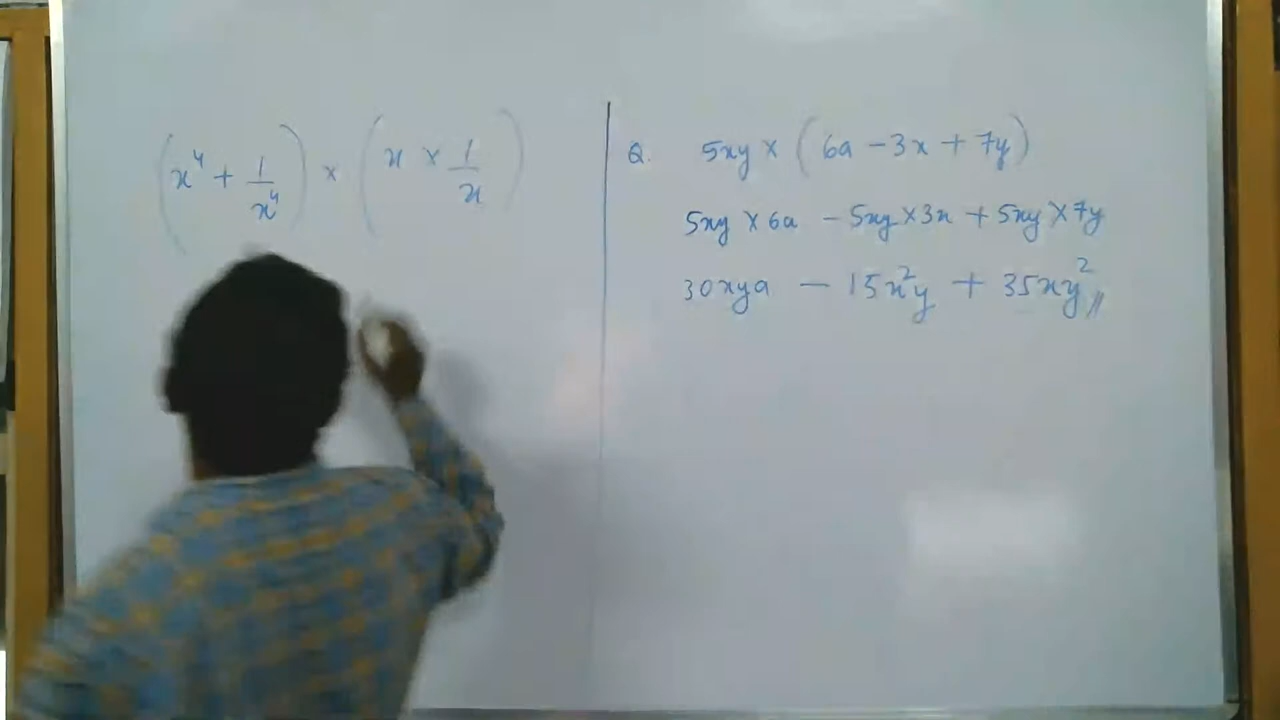 (x⁴ + 1/x⁴) × (x × 1/x)
Q. 5xy × (6a - 3x + 7y)
5xy × 6a - 5xy × 3x + 5xy × 7y
30xya - 15x²y + 35xy² //